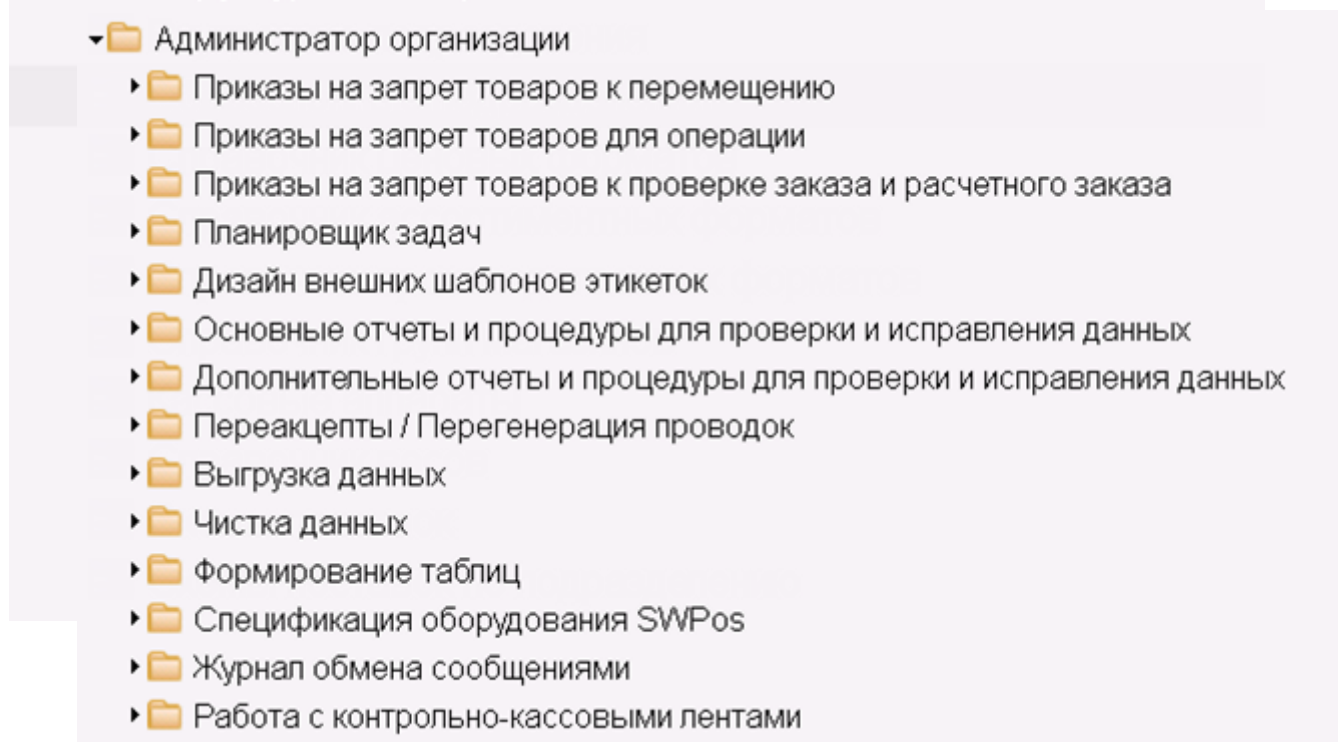 Администратор организации
Приказы на запрет товаров к перемещению
Приказы на запрет товаров для операции
Приказы на запрет товаров к проверке заказа и расчетного заказа
Планировщик задач
Дизайн внешних шаблонов этикеток
Основные отчеты и процедуры для проверки и исправления данных
Дополнительные отчеты и процедуры для проверки и исправления данных
Переакцепты / Перегенерация проводок
Выгрузка данных
Чистка данных
Формирование таблиц
Спецификация оборудования SWPos
Журнал обмена сообщениями
Работа с контрольно-кассовыми лентами